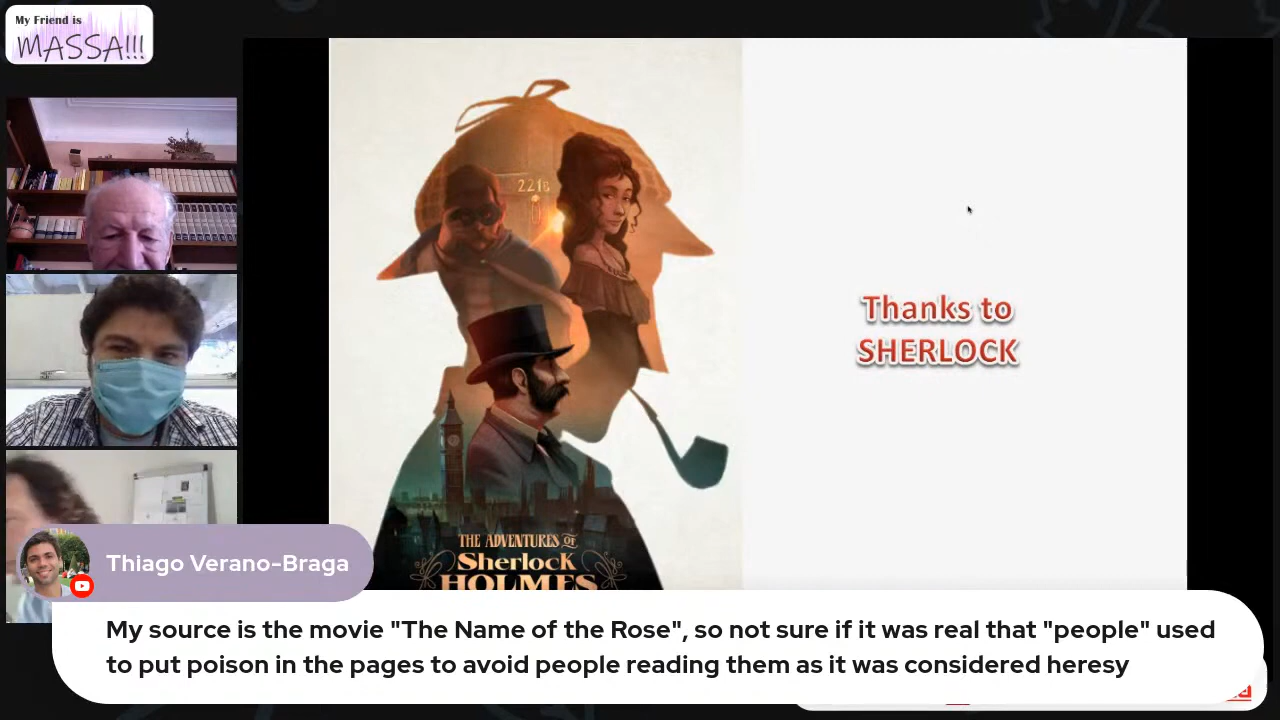 My Friend is
MASSA!!!
221B
Thanks to
SHERLOCK
THE ADVENTURES OF
Sherlock
HOLMES
Thiago Verano-Braga
My source is the movie "The Name of the Rose", so not sure if it was real that "people" used
to put poison in the pages to avoid people reading them as it was considered heresy